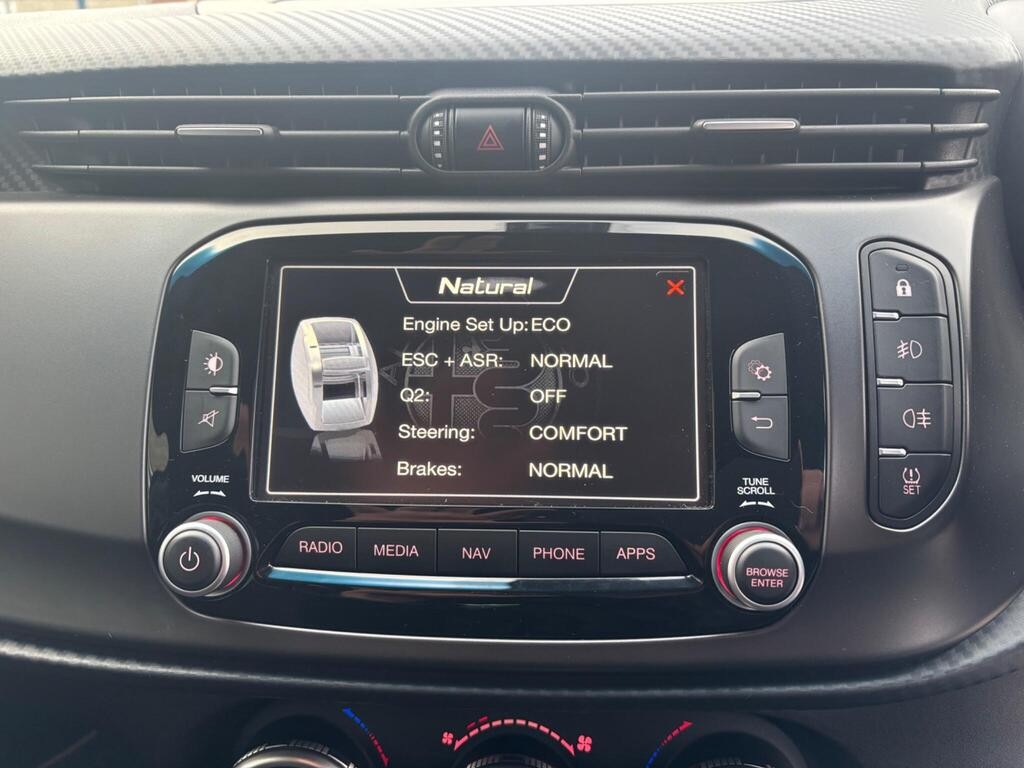 Natural
Engine Set Up: ECO
ESC + ASR: NORMAL
Q2: OFF
Steering: COMFORT
Brakes: NORMAL
VOLUME
TUNE
SCROLL
RADIO MEDIA NAV PHONE APPS
BROWSE
ENTER
SET